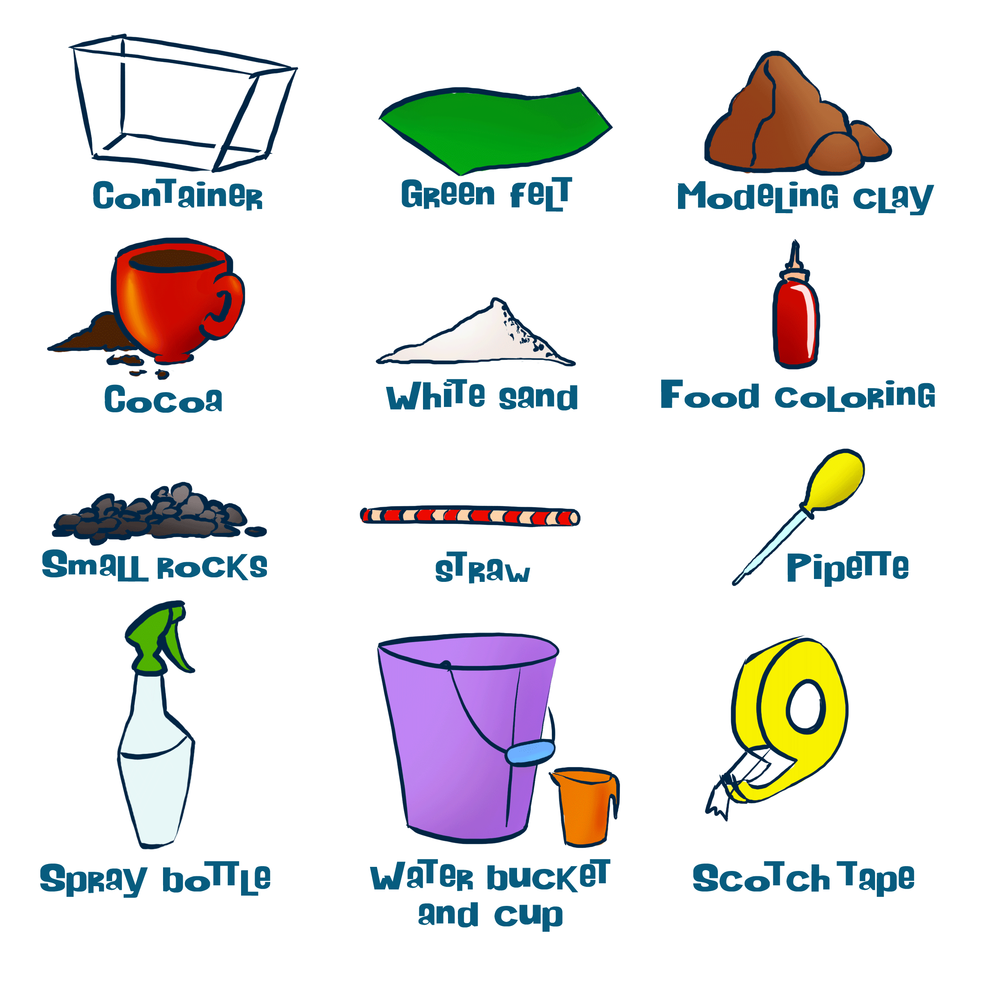 Container
Green felt
Modeling clay
Cocoa
White sand
Food coloring
Small rocks
straw
Pipette
Spray bottle
Water bucket
and cup
Scotch tape